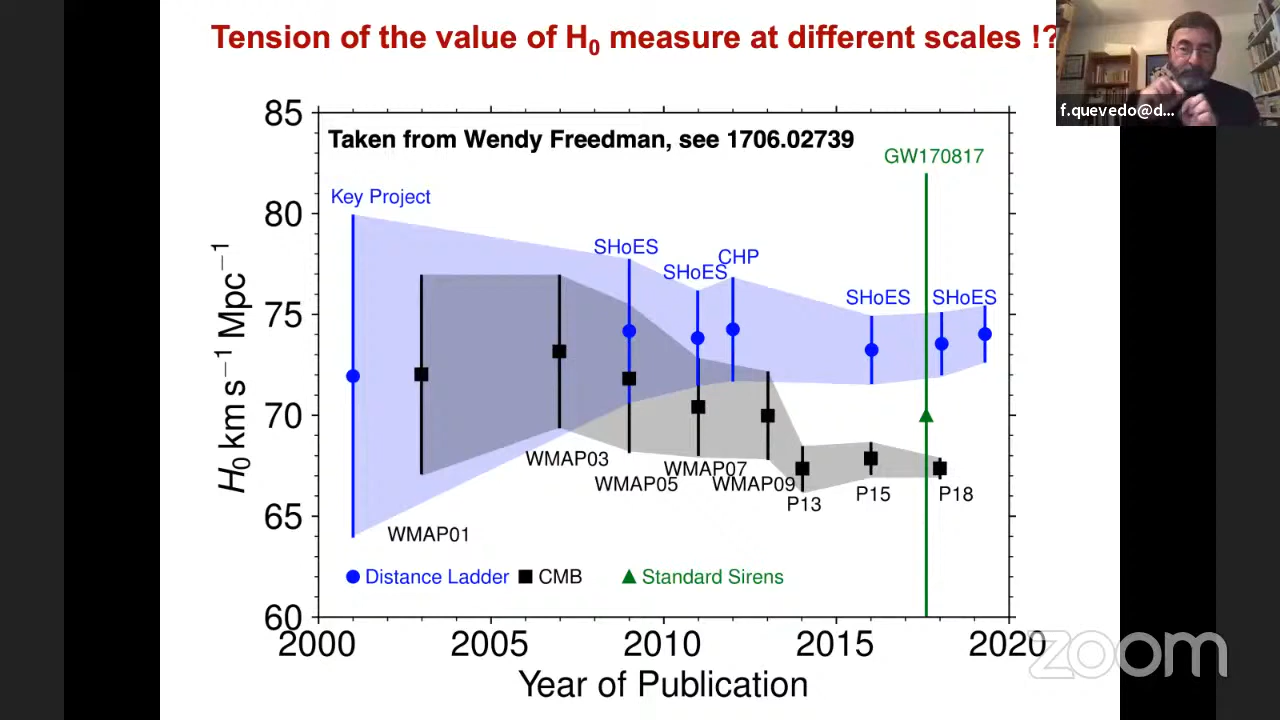 Tension of the value of H₀ measure at different scales !?
f.quevedo@d...
Taken from Wendy Freedman, see 1706.02739
GW170817
Key Project
SHoES
CHP
SHoES
SHoES
SHoES
WMAP03
WMAP07
WMAP05
WMAP09
P13
P15
P18
WMAP01
Distance Ladder
CMB
Standard Sirens
H₀ km s⁻¹ Mpc⁻¹
85
80
75
70
65
60
2000
2005
2010
2015
2020
Year of Publication
zoom